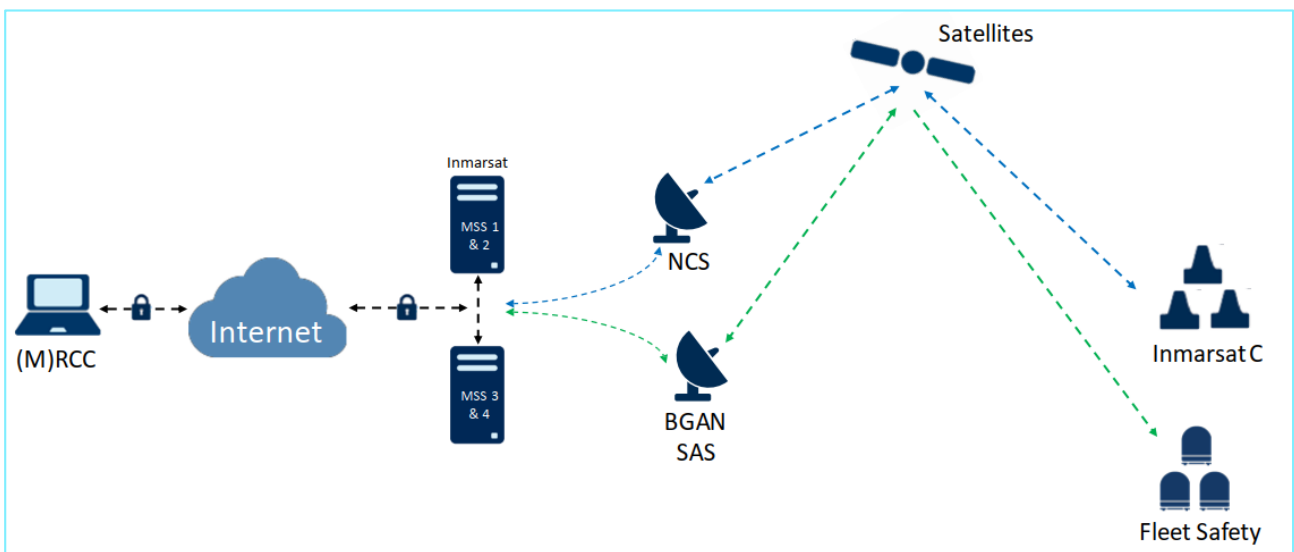 Satellites
Inmarsat
MSS 1
& 2
NCS
(M)RCC
Internet
MSS 3
& 4
BGAN
SAS
Inmarsat C
Fleet Safety